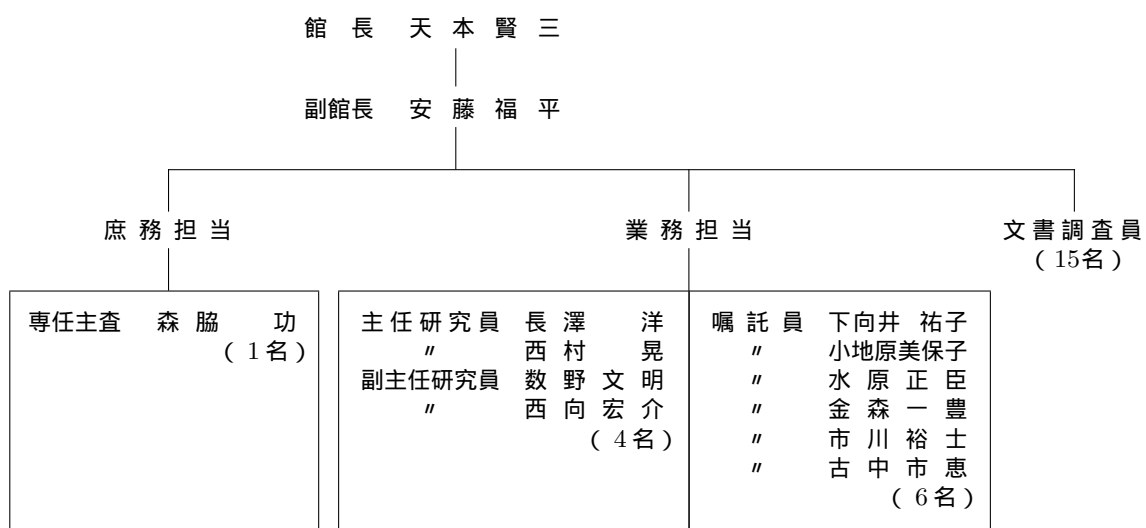 館長 天本賢三
副館長 安藤福平
庶務担当
業務担当
文書調査員
(15名)
専任主査 森脇 功
(1名)
主任研究員 長澤 洋
〃 西村 晃
副主任研究員 数野文明
〃 西向宏介
(4名)
嘱託員 下向井祐子
〃 小地原美保子
〃 水原正臣
〃 金森一豊
〃 市川裕士
〃 古中市恵
(6名)